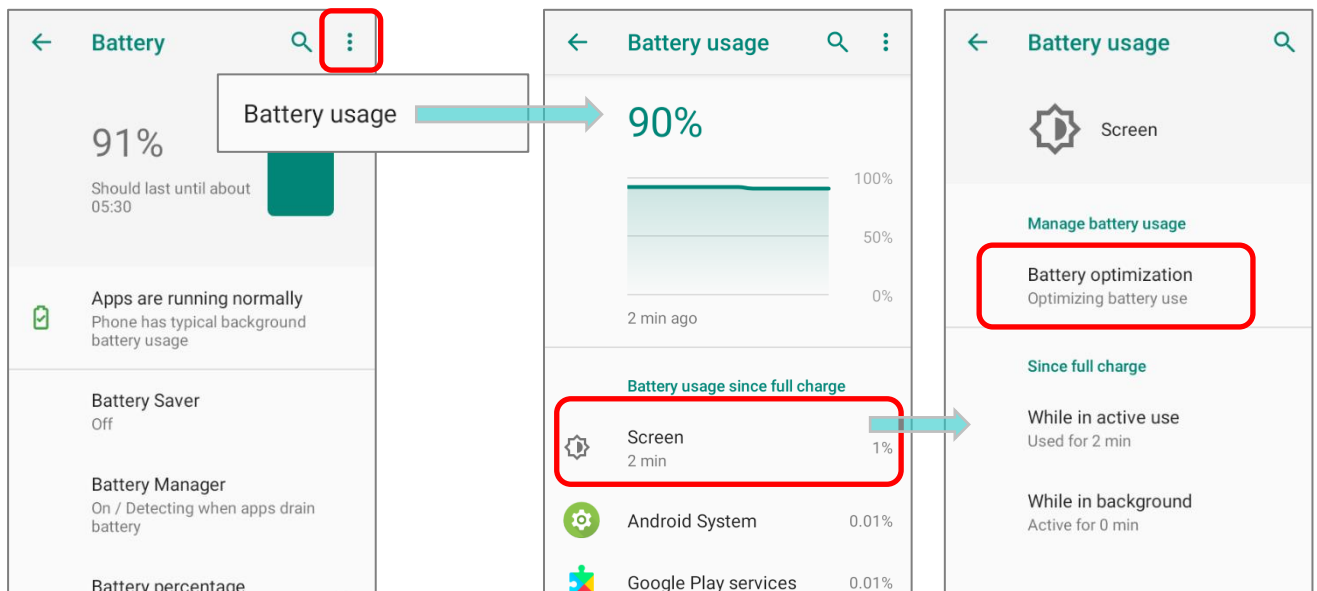 Battery
Battery usage
91%
Should last until about
05:30
Apps are running normally
Phone has typical background
battery usage
Battery Saver
Off
Battery Manager
On / Detecting when apps drain
battery
Battery percentage
Battery usage
90%
100%
50%
0%
2 min ago
Battery usage since full charge
Screen
2 min
1%
Android System
0.01%
Google Play services
0.01%
Battery usage
Screen
Manage battery usage
Battery optimization
Optimizing battery use
Since full charge
While in active use
Used for 2 min
While in background
Active for 0 min